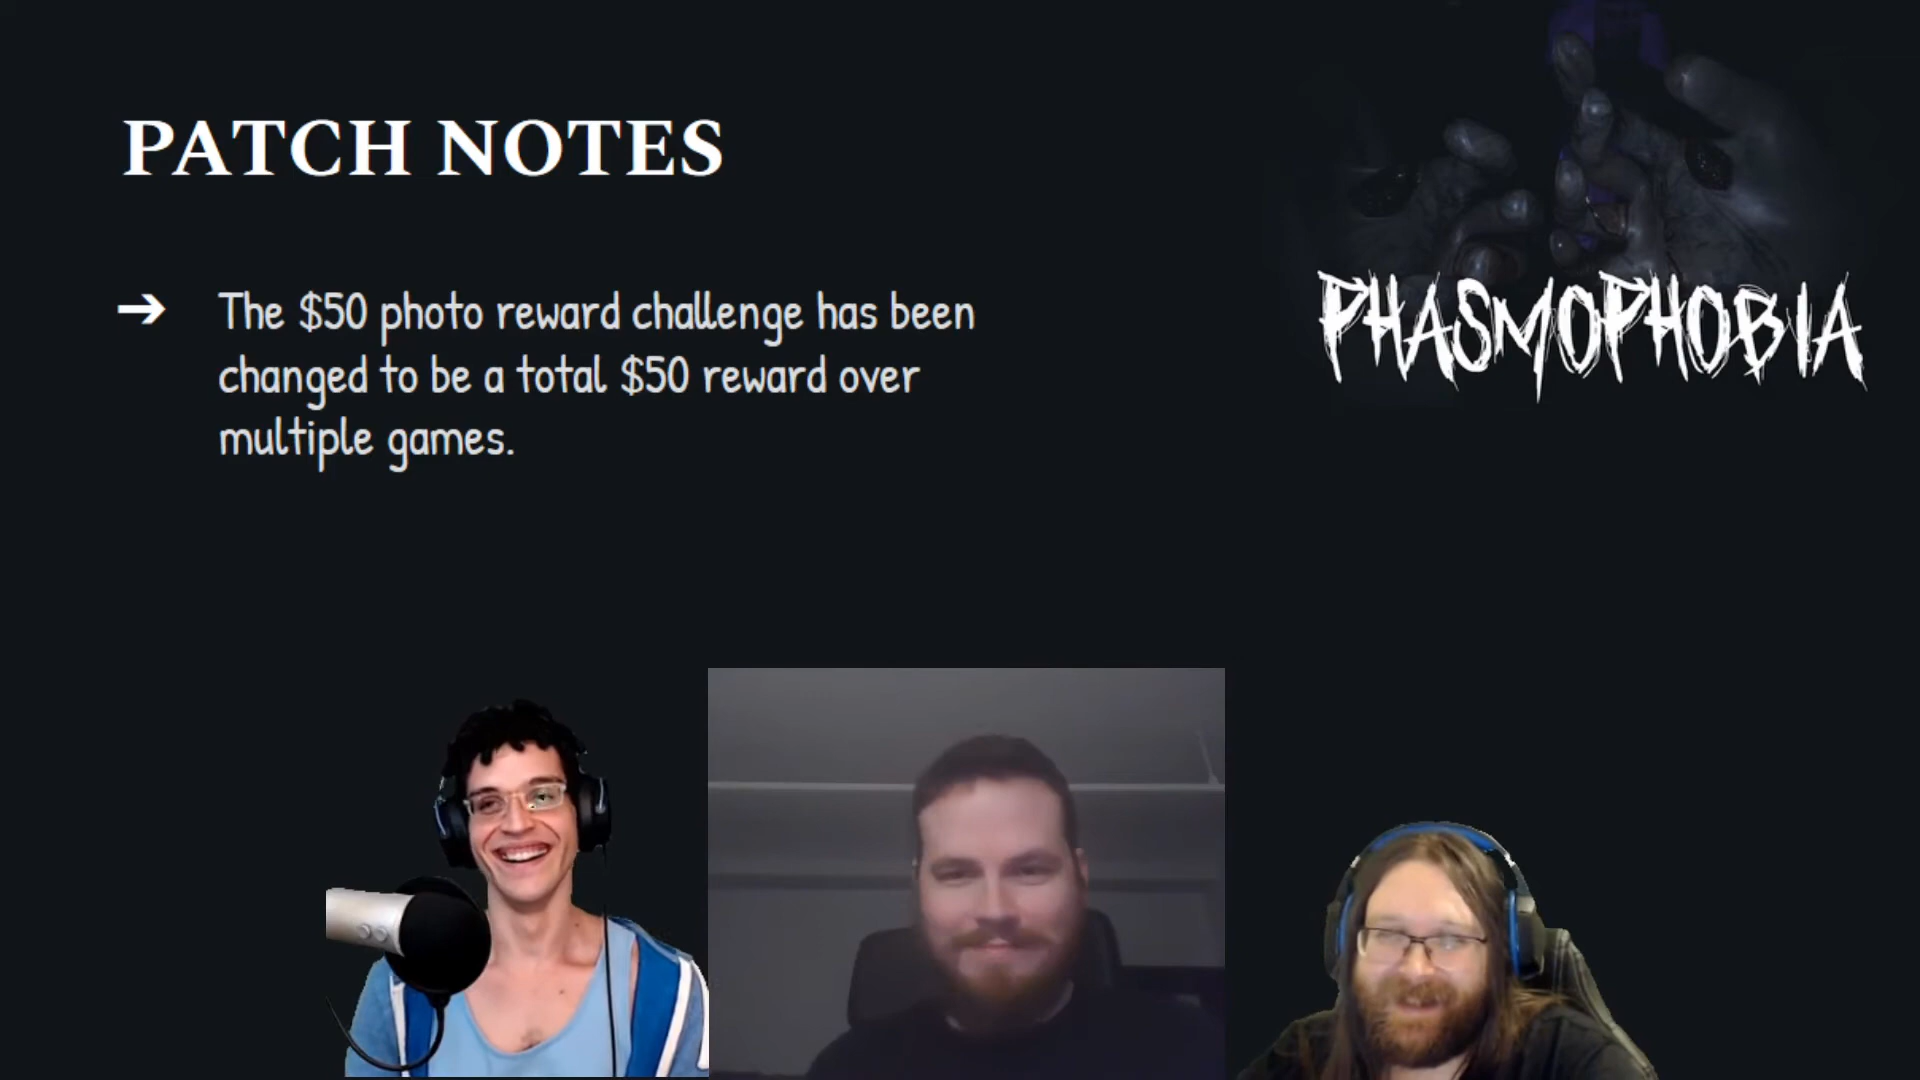 PATCH NOTES
➔ The $50 photo reward challenge has been
changed to be a total $50 reward over
multiple games.
PHASMOPHOBIA